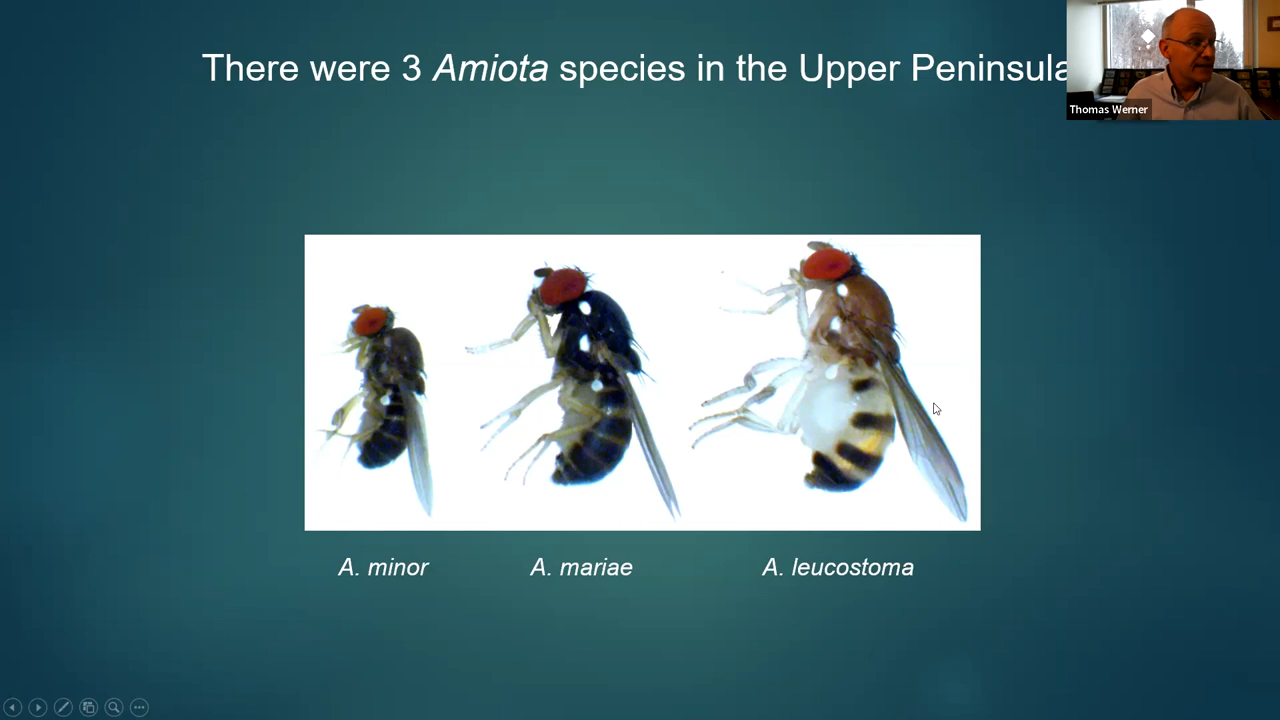 There were 3 Amiota species in the Upper Peninsula
Thomas Werner
A. minor
A. mariae
A. leucostoma